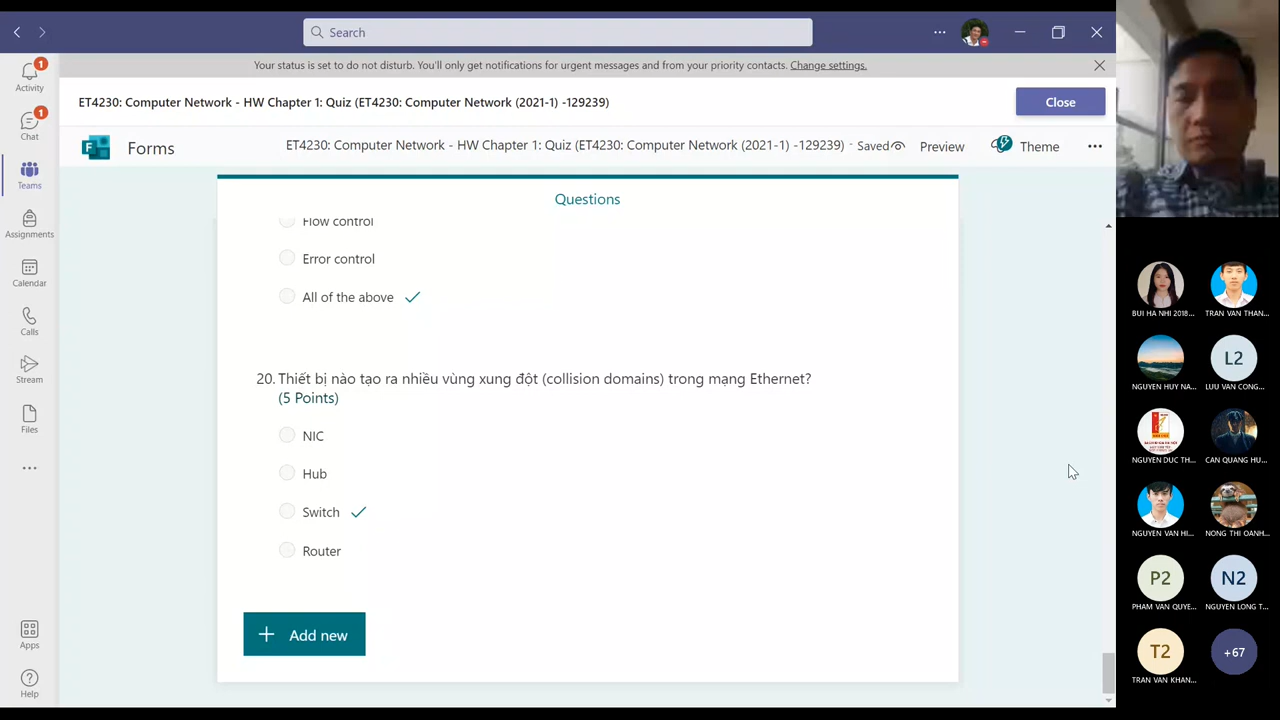 Search
Your status is set to do not disturb. You'll only get notifications for urgent messages and from your priority contacts. Change settings.
ET4230: Computer Network - HW Chapter 1: Quiz (ET4230: Computer Network (2021-1) -129239)
Close
Forms
ET4230: Computer Network - HW Chapter 1: Quiz (ET4230: Computer Network (2021-1) -129239) - Saved
Preview
Theme
1
Activity
1
Chat
Teams
Assignments
Calendar
Calls
Stream
Files
Apps
Help
Questions
Flow control
Error control
All of the above
20. Thiết bị nào tạo ra nhiều vùng xung đột (collision domains) trong mạng Ethernet?
(5 Points)
NIC
Hub
Switch
Router
Add new
BUI HA NHI 2018...
TRAN VAN THAN...
L2
NGUYEN HUY NA...
LUU VAN CONG...
NGUYEN DUC TH...
CAN QUANG HU...
NGUYEN VAN HI...
NONG THI OANH...
P2
N2
PHAM VAN QUYE...
NGUYEN LONG T...
T2
+67
TRAN VAN KHAN...